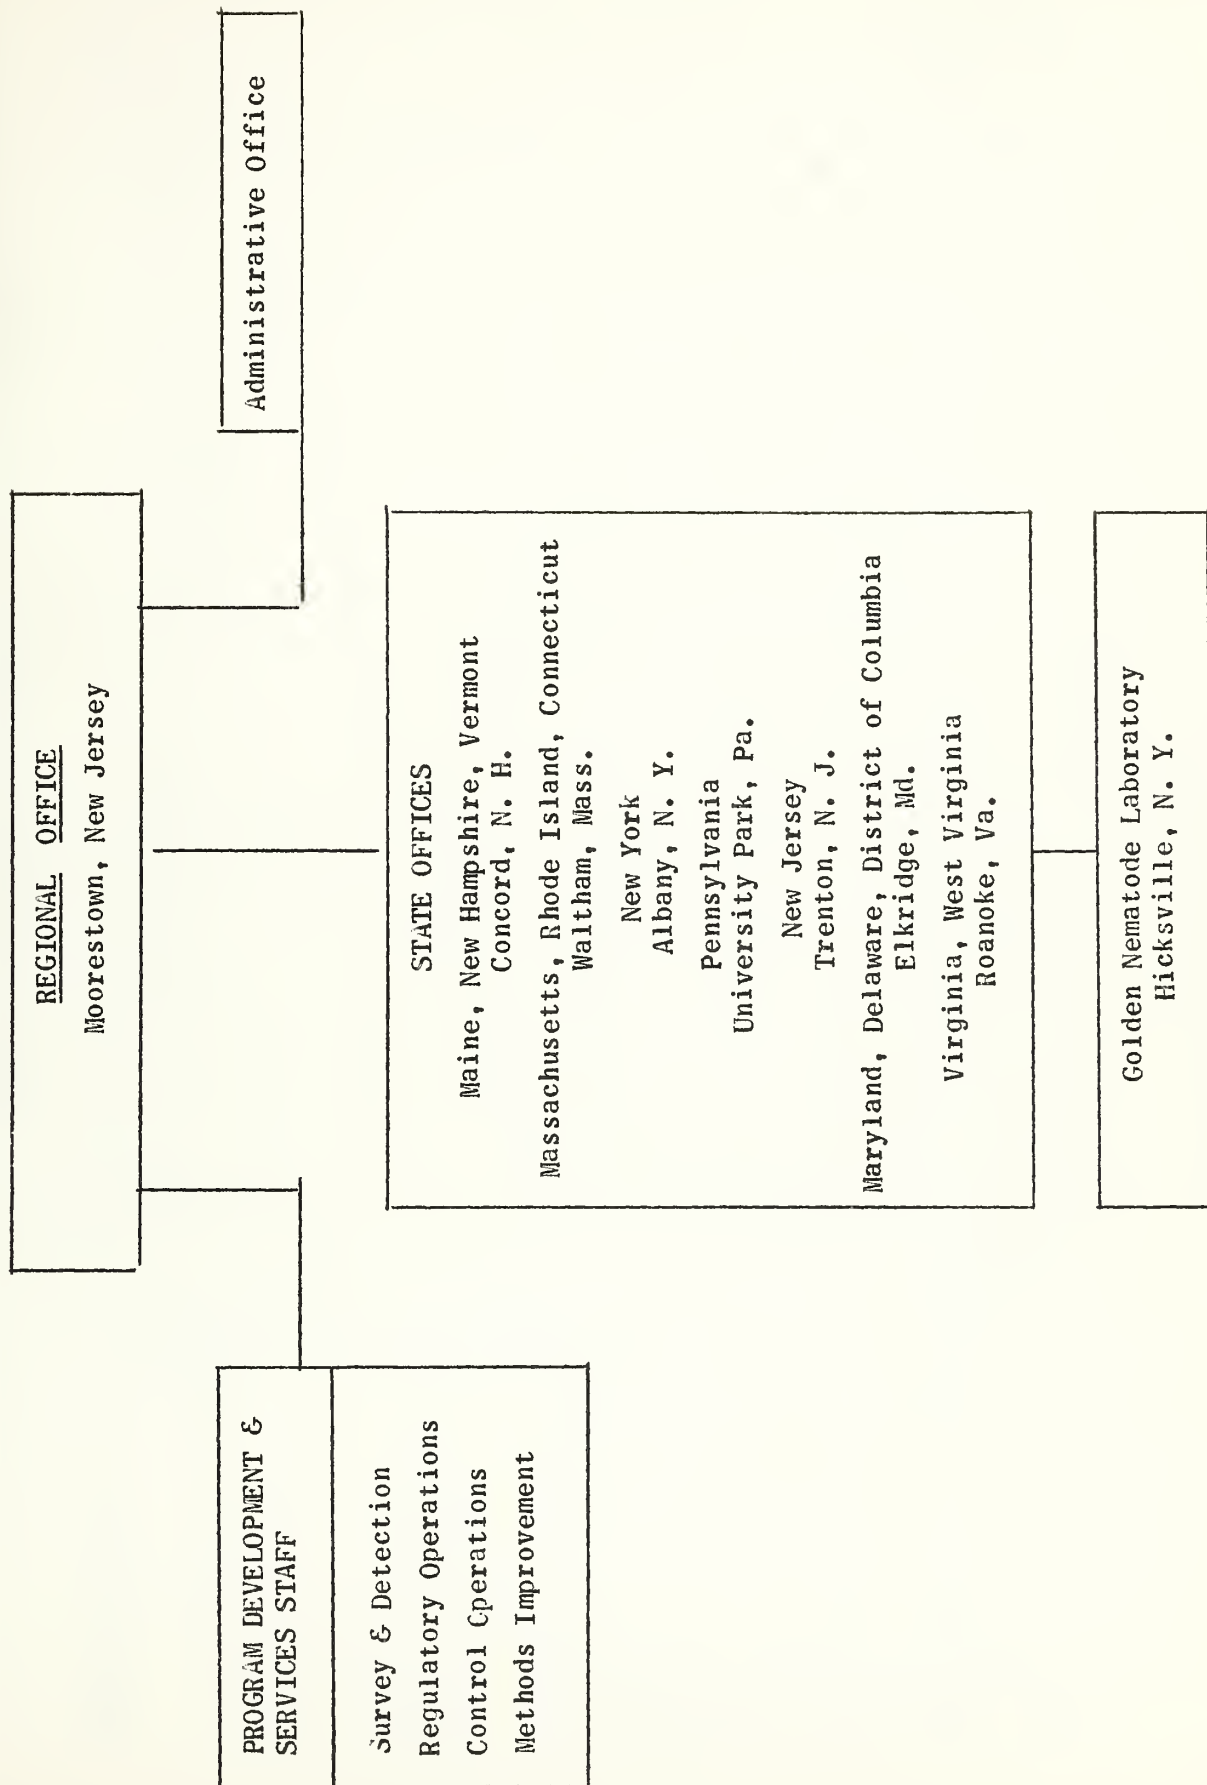 REGIONAL OFFICE
Moorestown, New Jersey
Administrative Office
PROGRAM DEVELOPMENT &
SERVICES STAFF
Survey & Detection
Regulatory Operations
Control Cperations
Methods Improvement
STATE OFFICES
Maine, New Hampshire, Vermont
Concord, N. H.
Massachusetts, Rhode Island, Connecticut
Waltham, Mass.
New York
Albany, N. Y.
Pennsylvania
University Park, Pa.
New Jersey
Trenton, N. J.
Maryland, Delaware, District of Columbia
Elkridge, Md.
Virginia, West Virginia
Roanoke, Va.
Golden Nematode Laboratory
Hicksville, N. Y.